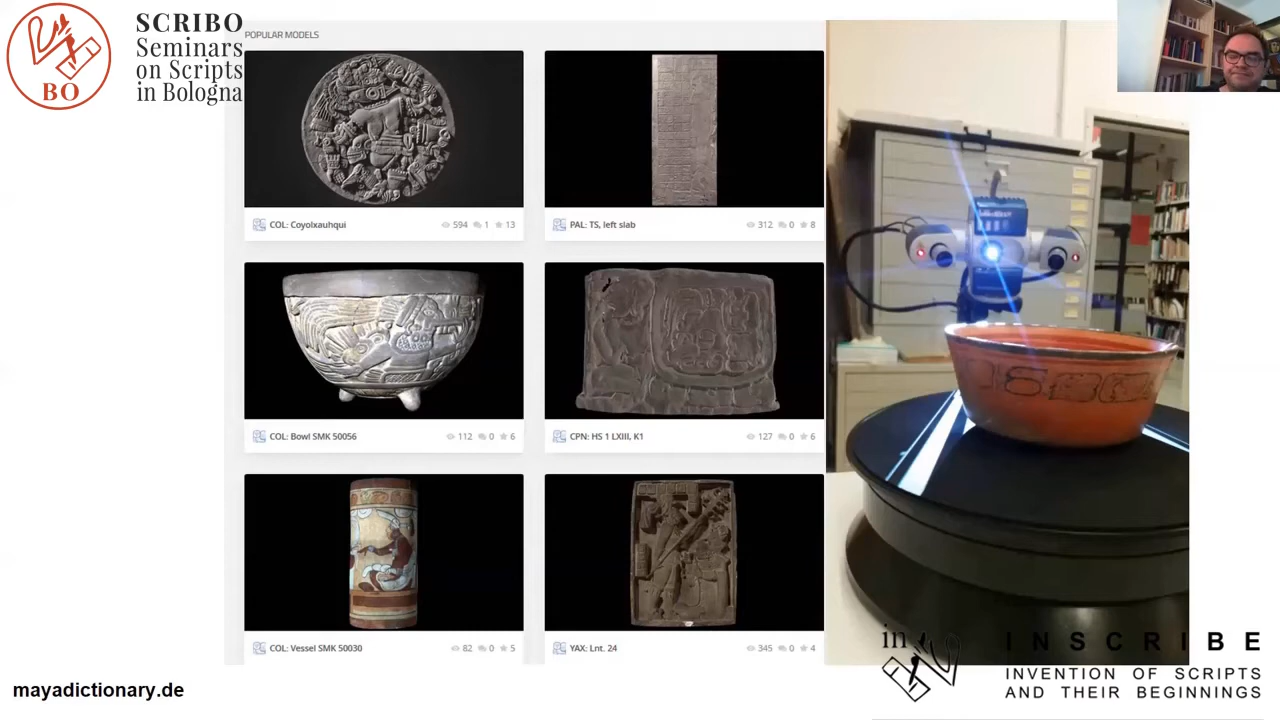 SCRIBO
Seminars
on Scripts
in Bologna
BO
POPULAR MODELS
COL: Coyolxauhqui
594 1 13
PAL: TS, left slab
312 0 8
COL: Bowl SMK 50056
112 0 6
CPN: HS 1 LXIII, K1
127 0 6
COL: Vessel SMK 50030
82 0 5
YAX: Lnt. 24
345 0 4
in
INSCRIBE
INVENTION OF SCRIPTS
AND THEIR BEGINNINGS
mayadictionary.de